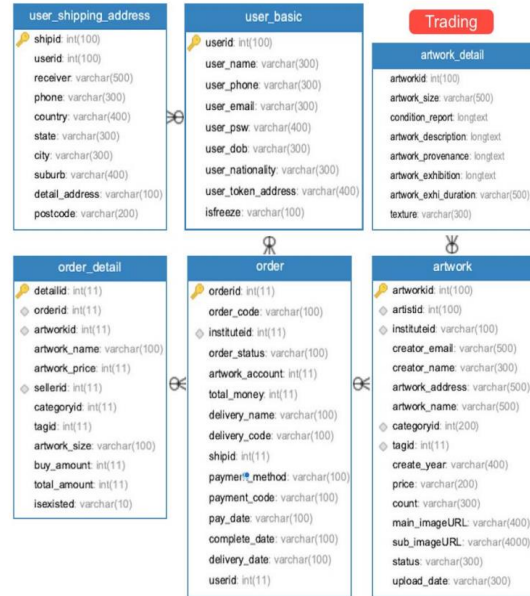 user_shipping_address
shipid: int(100)
userid: int(100)
receiver: varchar(500)
phone: varchar(300)
country: varchar(400)
state: varchar(300)
city: varchar(300)
suburb: varchar(400)
detail_address: varchar(100)
postcode: varchar(200)
user_basic
userid: int(100)
user_name: varchar(300)
user_phone: varchar(300)
user_email: varchar(300)
user_psw: varchar(400)
user_dob: varchar(300)
user_nationality: varchar(300)
user_token_address: varchar(400)
isfreeze: varchar(100)
Trading
artwork_detail
artworkid: int(100)
artwork_size: varchar(500)
condition_report: longtext
artwork_description: longtext
artwork_provenance: longtext
artwork_exhibition: longtext
artwork_exhi_duration: varchar(500)
texture: varchar(300)
order_detail
detailid: int(11)
orderid: int(11)
artworkid: int(11)
artwork_name: varchar(100)
artwork_price: int(11)
sellerid: int(11)
categoryid: int(11)
tagid: int(11)
artwork_size: varchar(100)
buy_amount: int(11)
total_amount: int(11)
isexisted: varchar(10)
order
orderid: int(11)
order_code: varchar(100)
instituteid: int(11)
order_status: varchar(100)
artwork_account: int(11)
total_money: int(11)
delivery_name: varchar(100)
delivery_code: varchar(100)
shipid: int(11)
payment_method: varchar(100)
payment_code: varchar(100)
pay_date: varchar(100)
complete_date: varchar(100)
delivery_date: varchar(100)
userid: int(11)
artwork
artworkid: int(100)
artistid: int(100)
instituteid: varchar(100)
creator_email: varchar(500)
creator_name: varchar(300)
artwork_address: varchar(500)
artwork_name: varchar(500)
categoryid: int(200)
tagid: int(11)
create_year: varchar(400)
price: varchar(200)
count: varchar(300)
main_imageURL: varchar(400)
sub_imageURL: varchar(4000)
status: varchar(300)
upload_date: varchar(300)